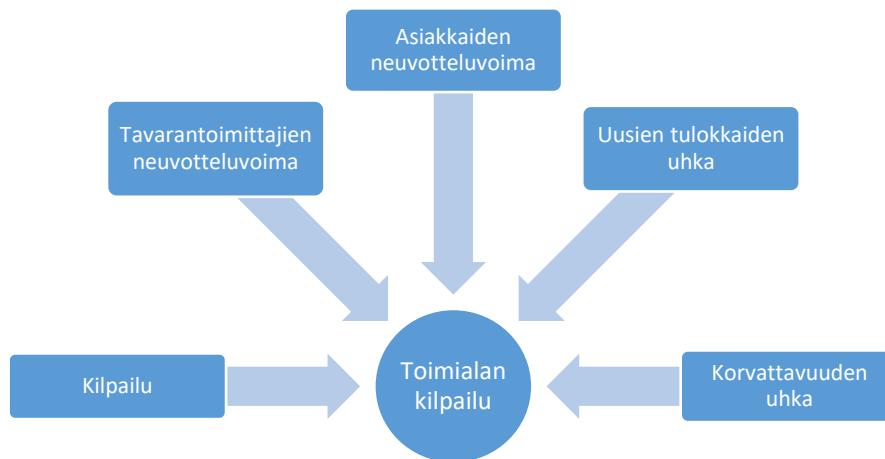 Asiakkaiden
neuvotteluvoima
Tavarantoimittajien
neuvotteluvoima
Uusien tulokkaiden
uhka
Kilpailu
Toimialan
kilpailu
Korvattavuuden
uhka